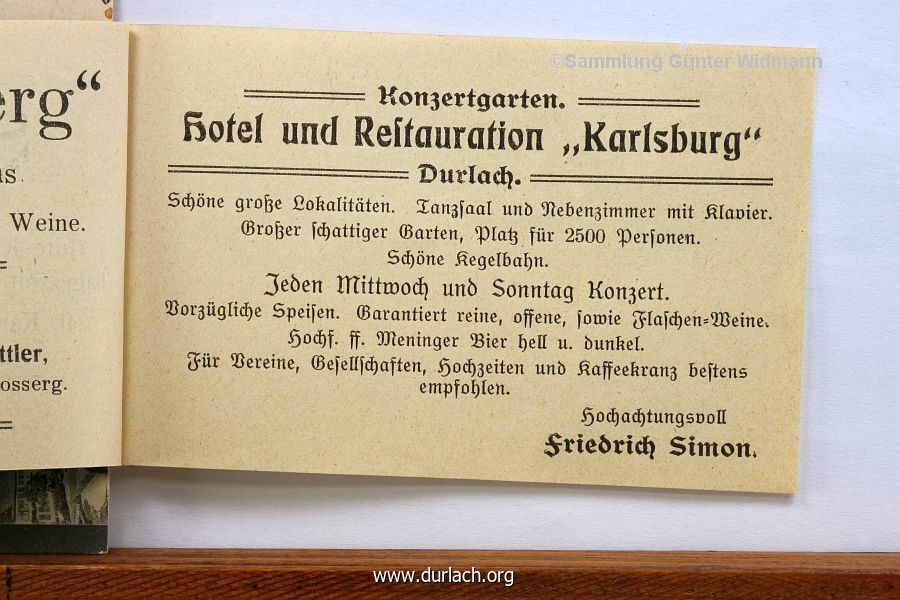 ©Sammlung Günter Widmann
erg“
Weine.
ttler,
osserg.
Konzertgarten.
Hotel und Reſtauration „Karlsburg“
Durlach.
Schöne große Lokalitäten. Tanzſaal und Nebenzimmer mit Klavier.
Großer ſchattiger Garten, Platz für 2500 Perſonen.
Schöne Kegelbahn.
Jeden Mittwoch und Sonntag Konzert.
Vorzügliche Speiſen. Garantiert reine, offene, ſowie Flaſchen=Weine.
Hochf. ff. Meninger Bier hell u. dunkel.
Für Vereine, Geſellſchaften, Hochzeiten und Kaffeekranz beſtens
empfohlen.
Hochachtungsvoll
Friedrich Simon.
www.durlach.org